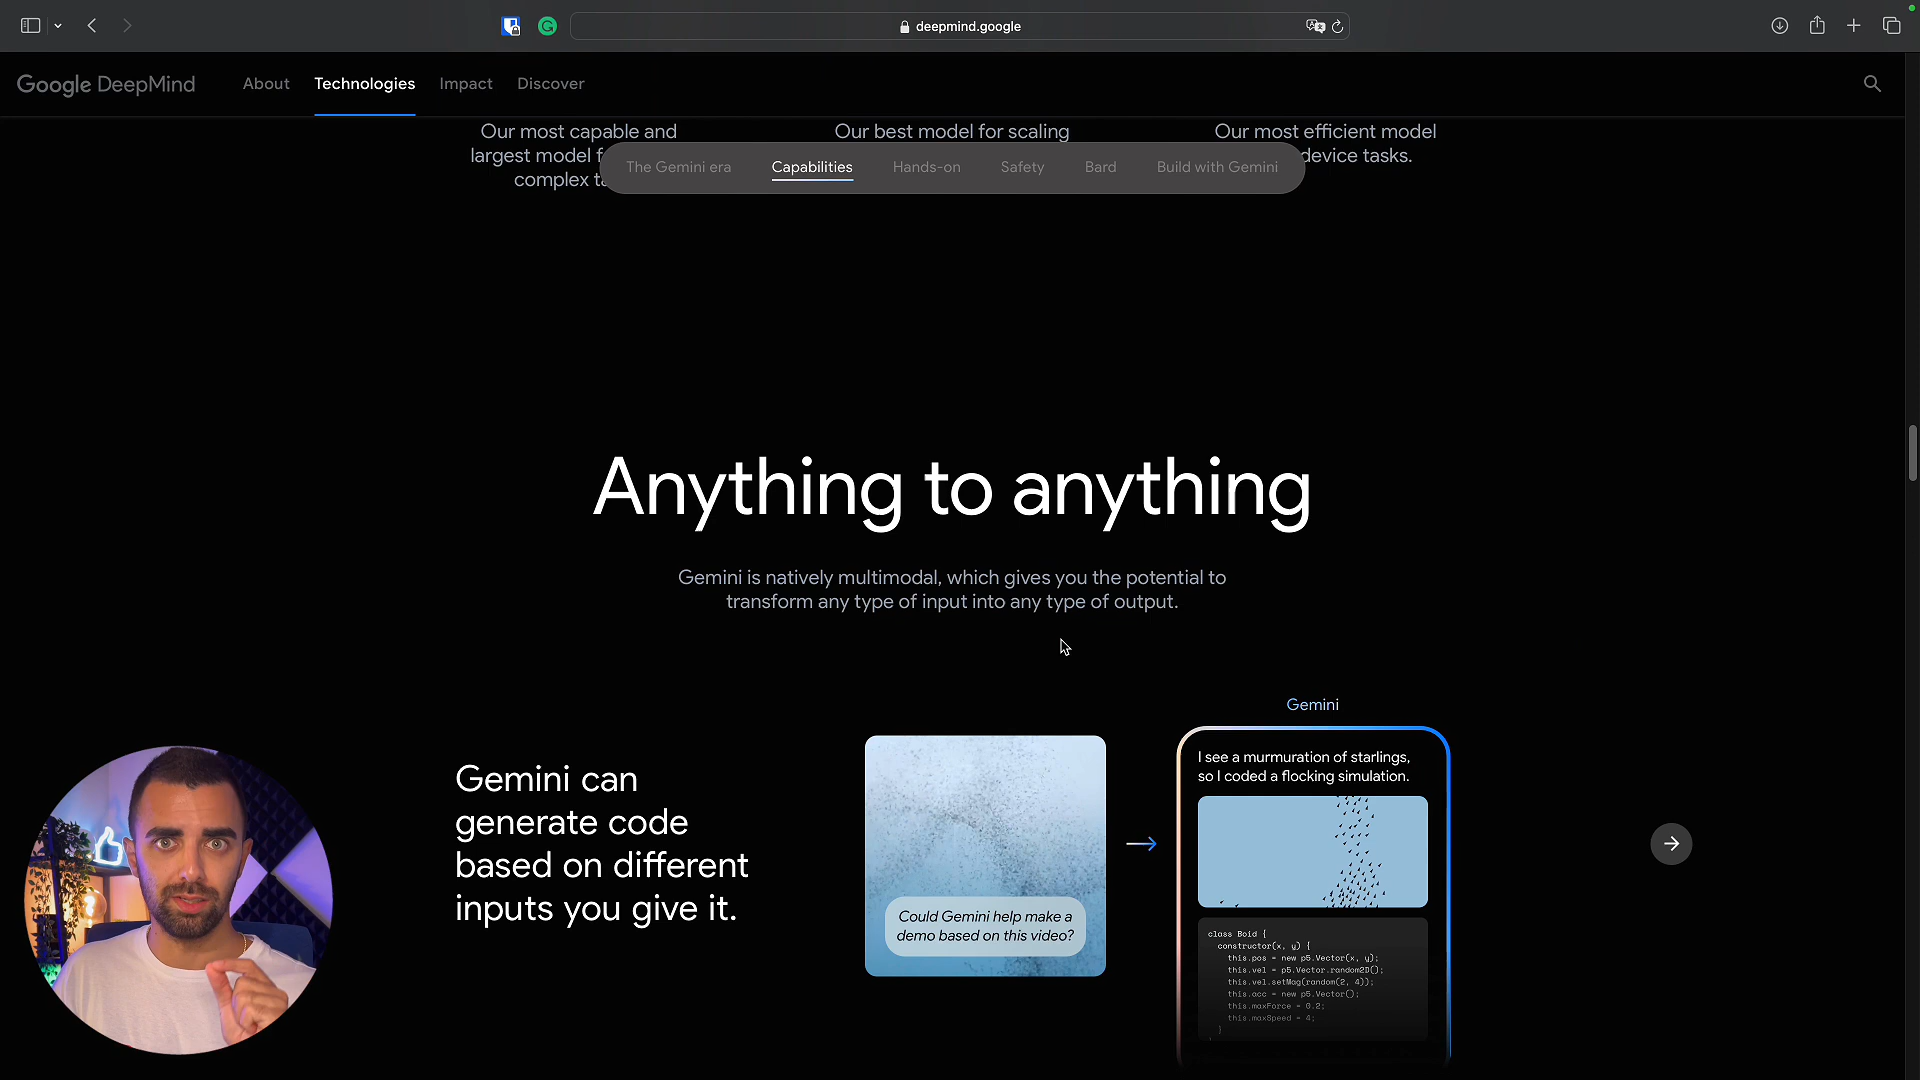 deepmind.google
Google DeepMind
About
Technologies
Impact
Discover
Our most capable and
largest model f
complex ta
Our best model for scaling
Our most efficient model
device tasks.
The Gemini era
Capabilities
Hands-on
Safety
Bard
Build with Gemini
Anything to anything
Gemini is natively multimodal, which gives you the potential to
transform any type of input into any type of output.
Gemini can
generate code
based on different
inputs you give it.
Could Gemini help make a
demo based on this video?
Gemini
I see a murmuration of starlings,
so I coded a flocking simulation.
class Boid {
constructor(x, y) {
this.pos = new p5.Vector(x, y);
this.vel = p5.Vector.random2D();
this.vel.setMag(random(2, 4));
this.acc = new p5.Vector();
this.maxForce = 0.2;
this.maxSpeed = 4;
}